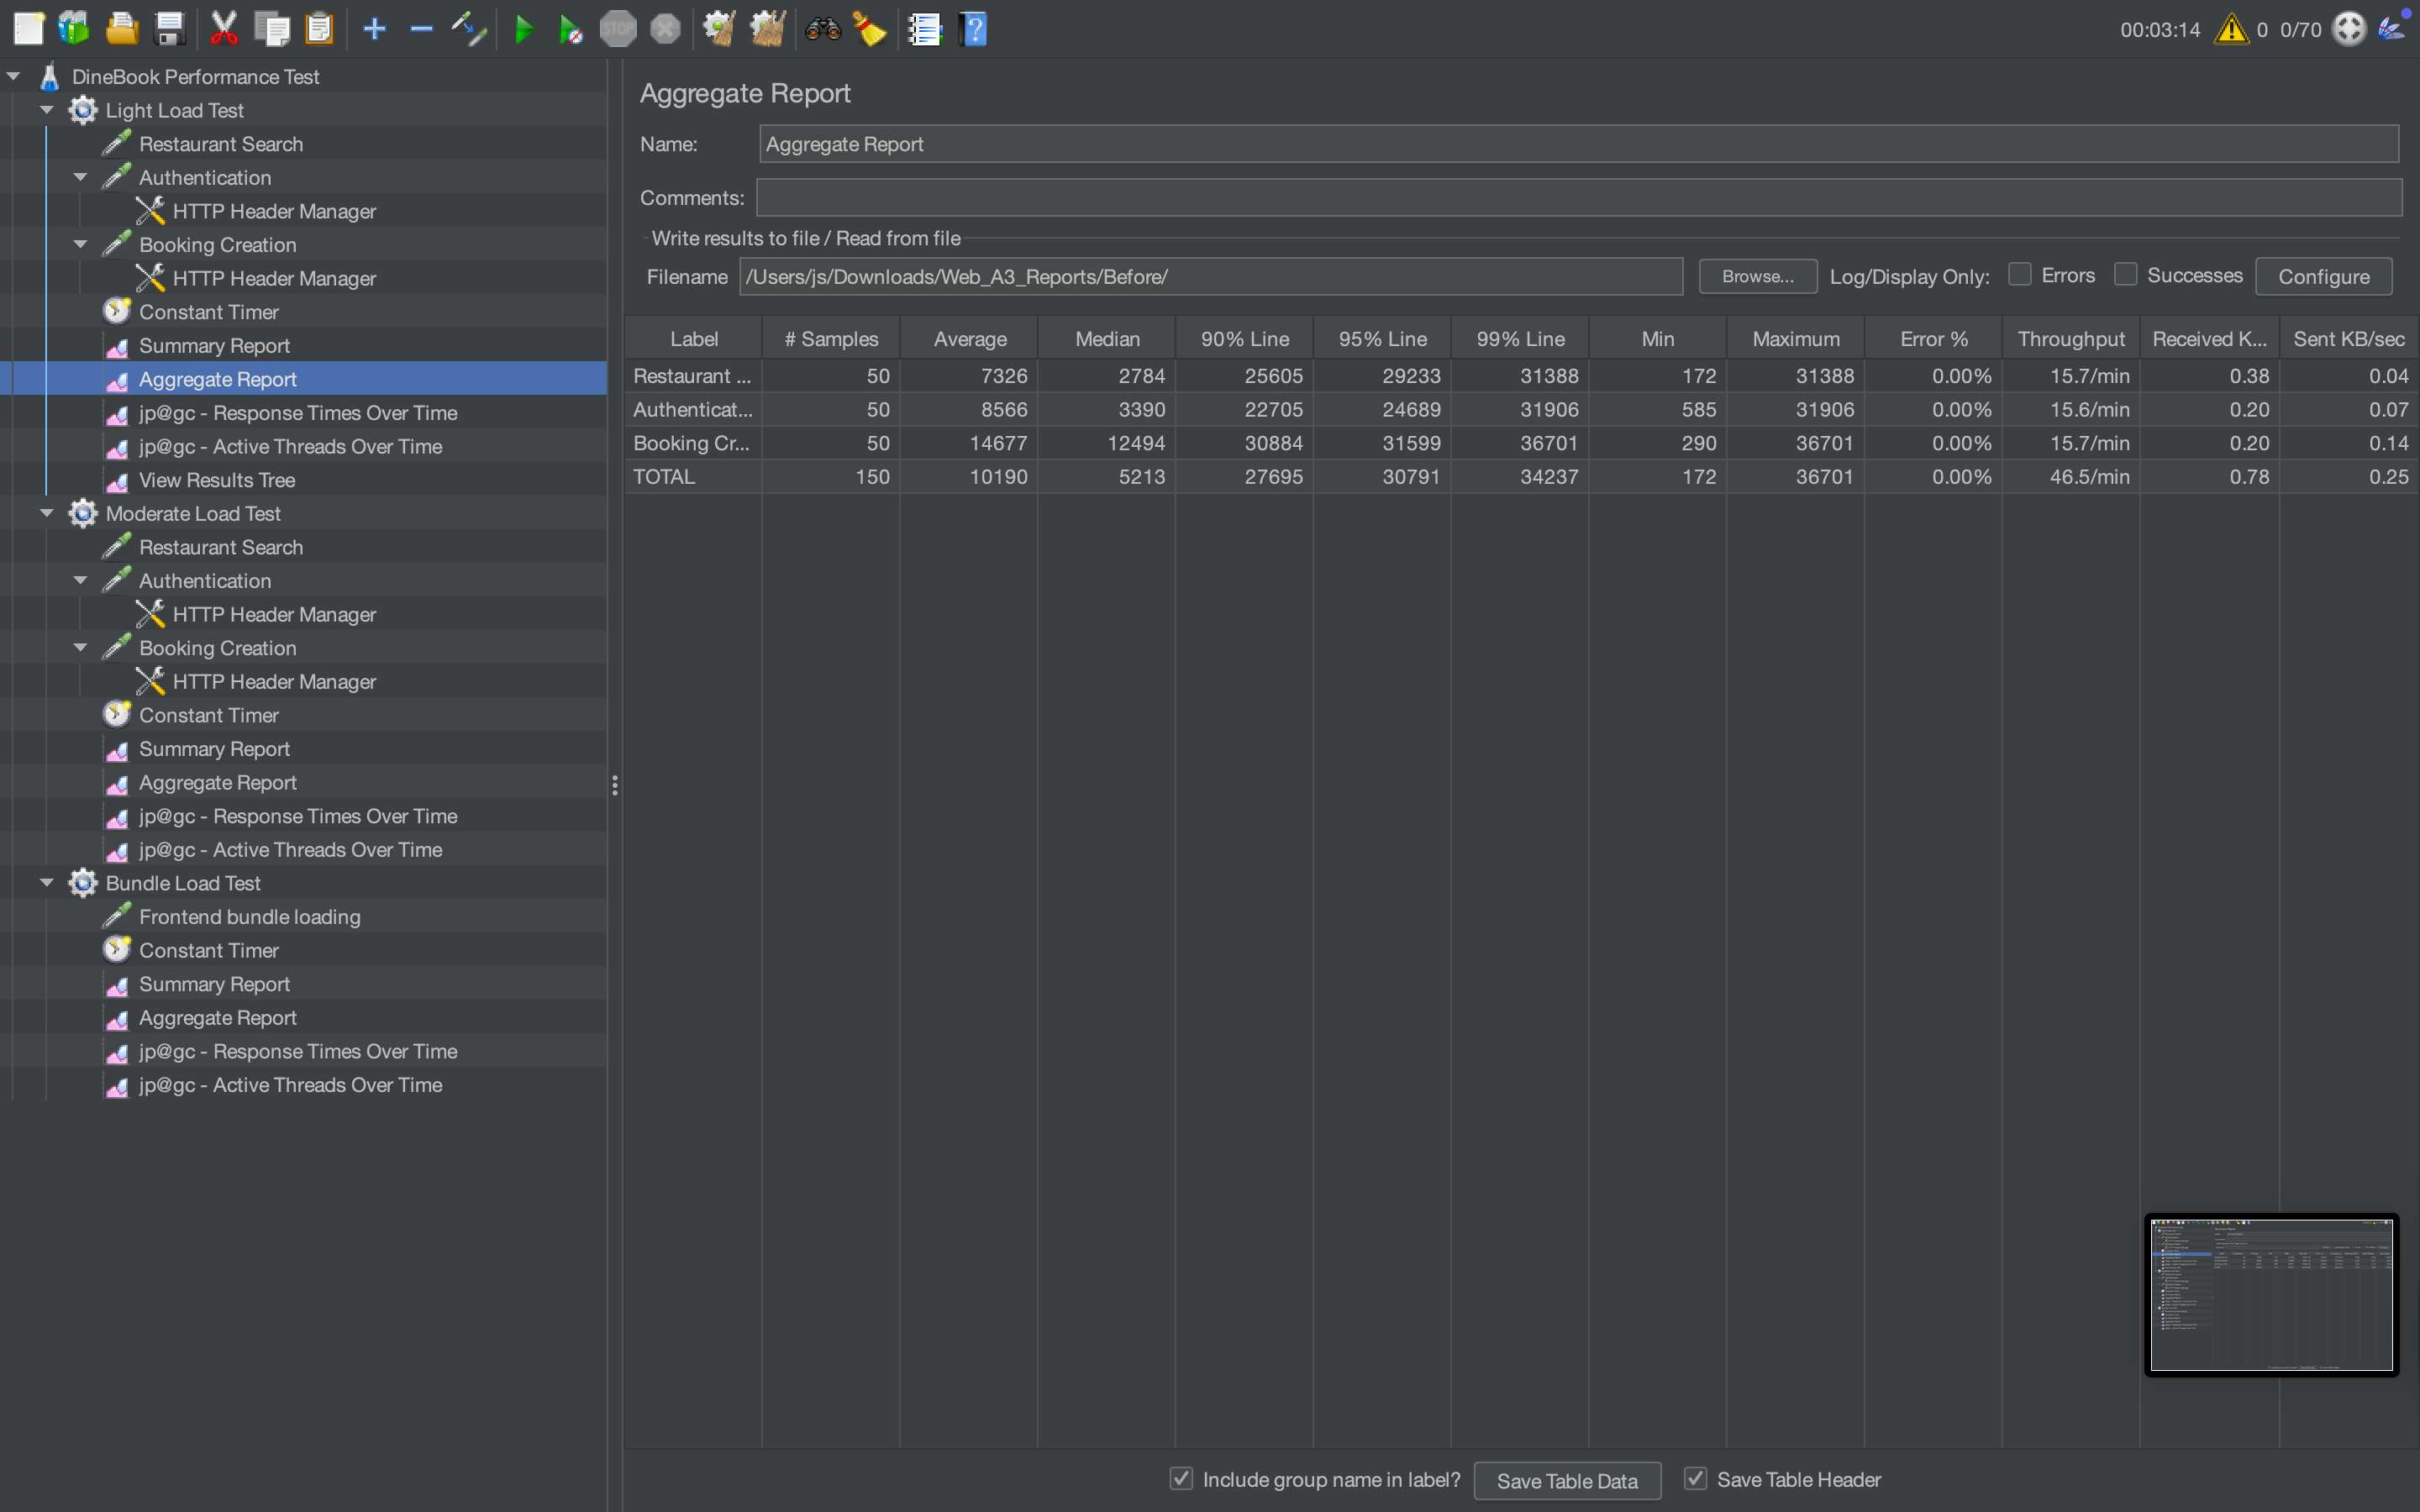 STOP
00:03:14 0 0/70
DineBook Performance Test
Light Load Test
Restaurant Search
Authentication
HTTP Header Manager
Booking Creation
HTTP Header Manager
Constant Timer
Summary Report
Aggregate Report
jp@gc - Response Times Over Time
jp@gc - Active Threads Over Time
View Results Tree
Moderate Load Test
Restaurant Search
Authentication
HTTP Header Manager
Booking Creation
HTTP Header Manager
Constant Timer
Summary Report
Aggregate Report
jp@gc - Response Times Over Time
jp@gc - Active Threads Over Time
Bundle Load Test
Frontend bundle loading
Constant Timer
Summary Report
Aggregate Report
jp@gc - Response Times Over Time
jp@gc - Active Threads Over Time
Aggregate Report
Name: Aggregate Report
Comments:
Write results to file / Read from file
Filename /Users/js/Downloads/Web_A3_Reports/Before/ Browse... Log/Display Only: Errors Successes Configure
Label # Samples Average Median 90% Line 95% Line 99% Line Min Maximum Error % Throughput Received K... Sent KB/sec
Restaurant ... 50 7326 2784 25605 29233 31388 172 31388 0.00% 15.7/min 0.38 0.04
Authenticat... 50 8566 3390 22705 24689 31906 585 31906 0.00% 15.6/min 0.20 0.07
Booking Cr... 50 14677 12494 30884 31599 36701 290 36701 0.00% 15.7/min 0.20 0.14
TOTAL 150 10190 5213 27695 30791 34237 172 36701 0.00% 46.5/min 0.78 0.25
Include group name in label? Save Table Data Save Table Header